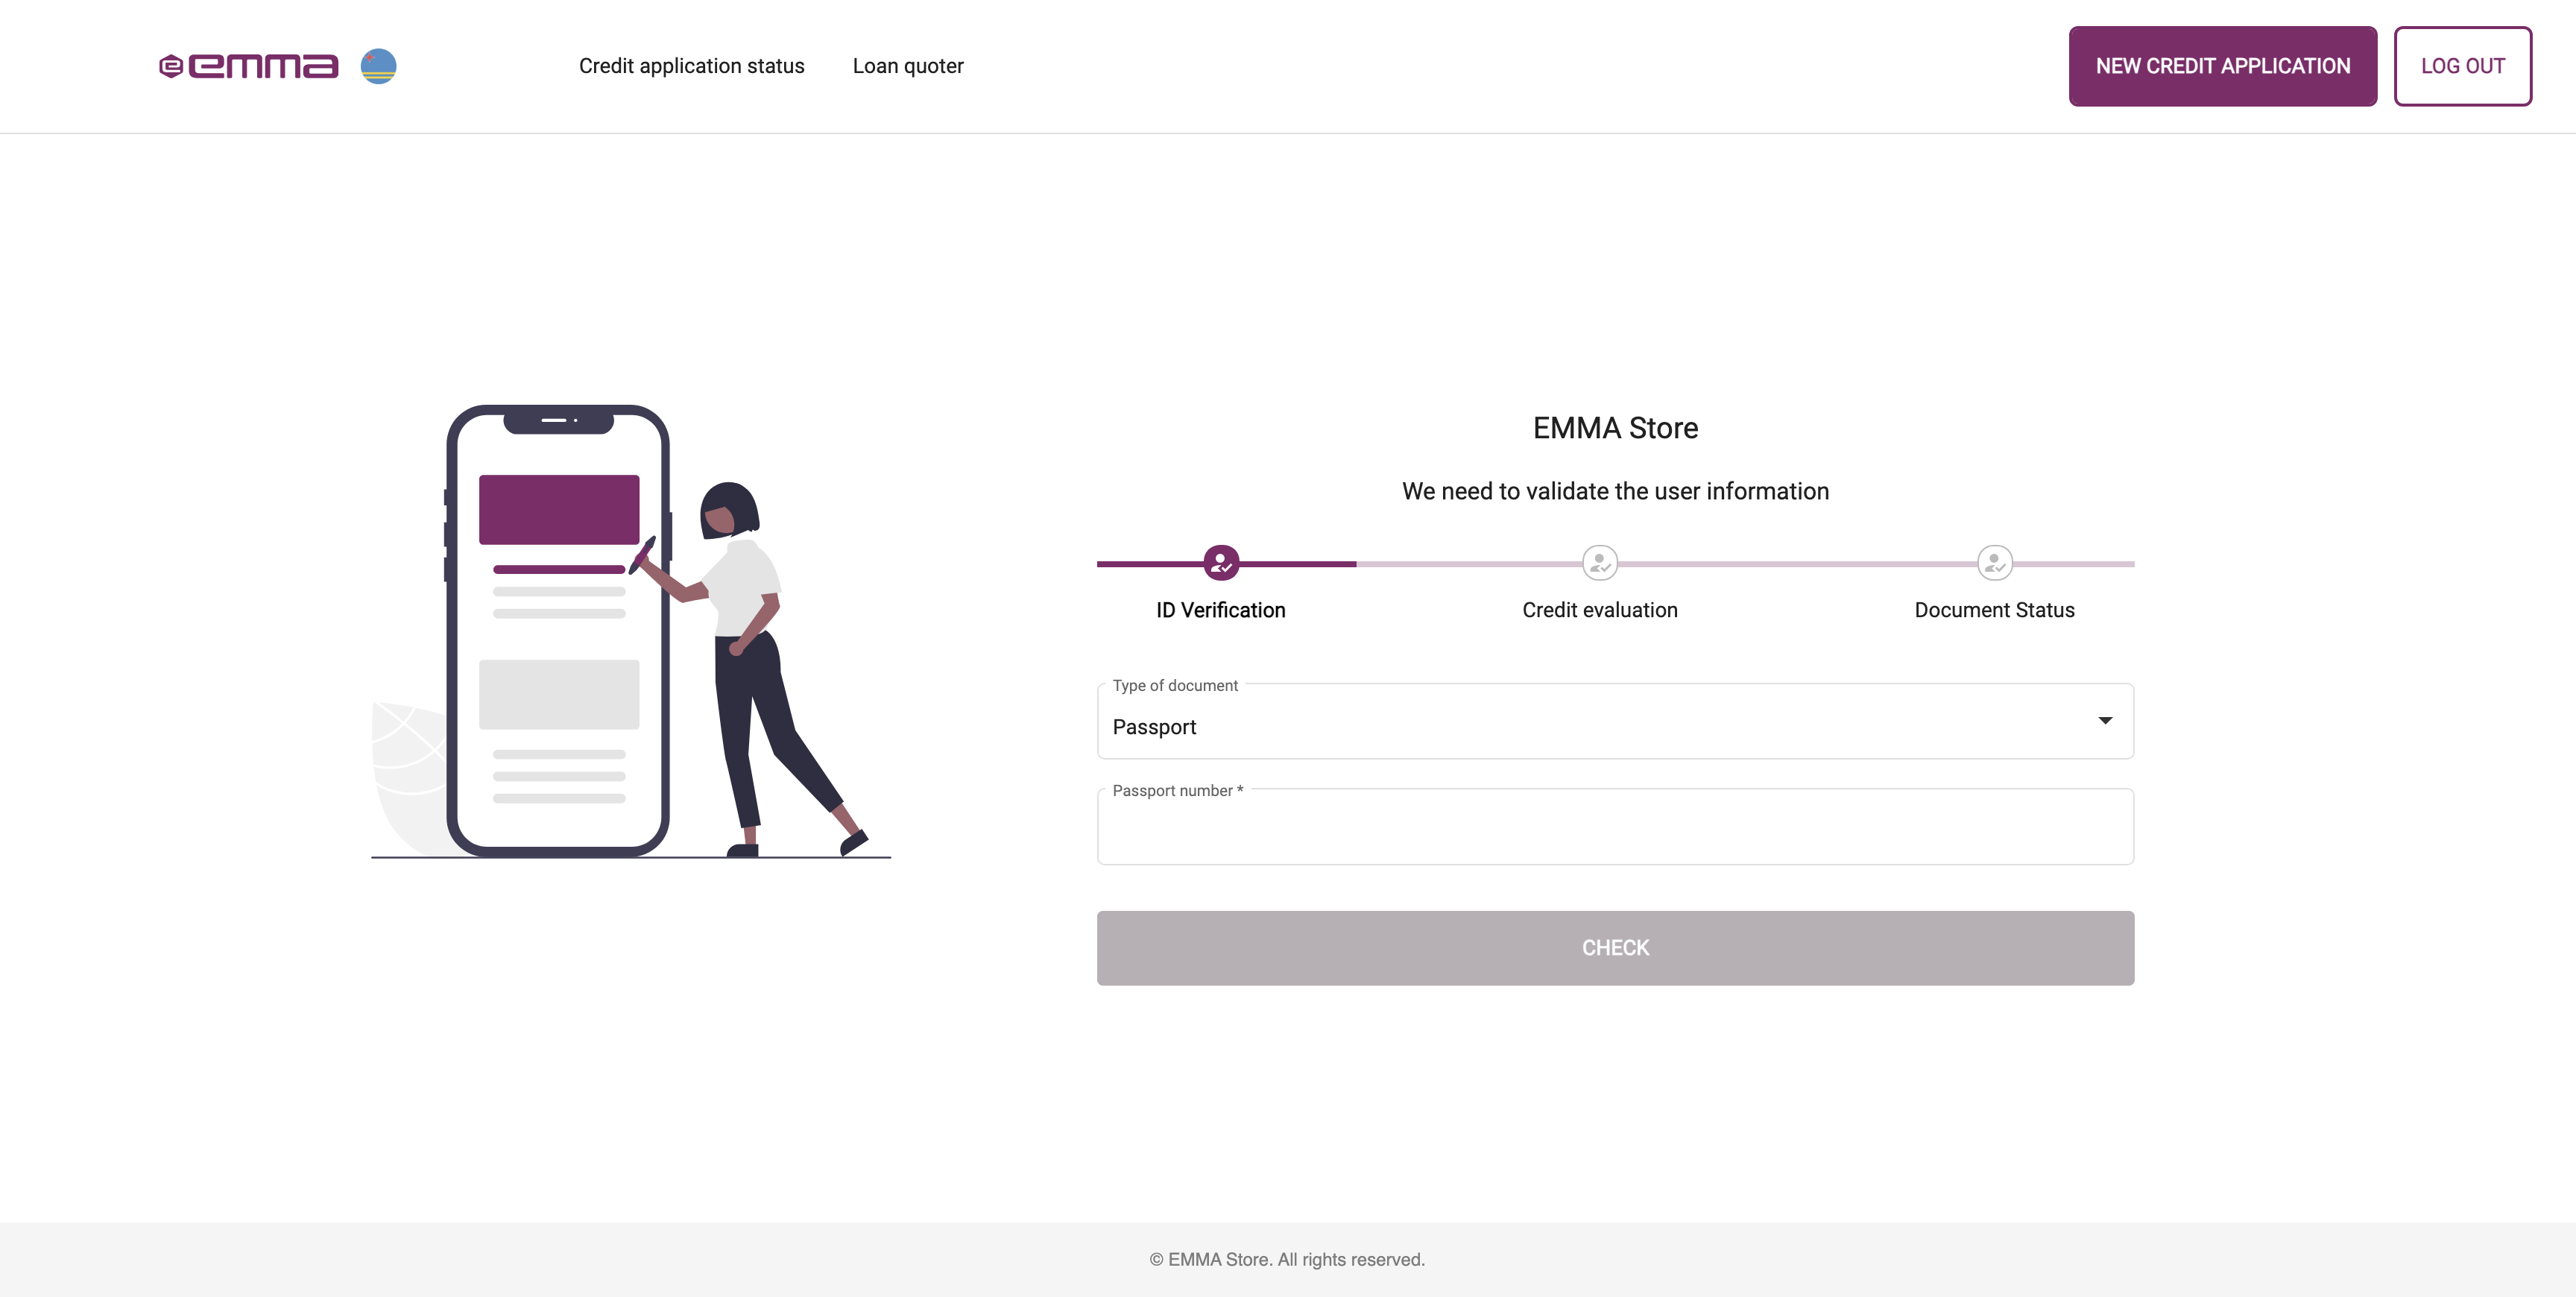 emma
Credit application status
Loan quoter
NEW CREDIT APPLICATION
LOG OUT
EMMA Store
We need to validate the user information
ID Verification
Credit evaluation
Document Status
Type of document
Passport
Passport number *
CHECK
© EMMA Store. All rights reserved.